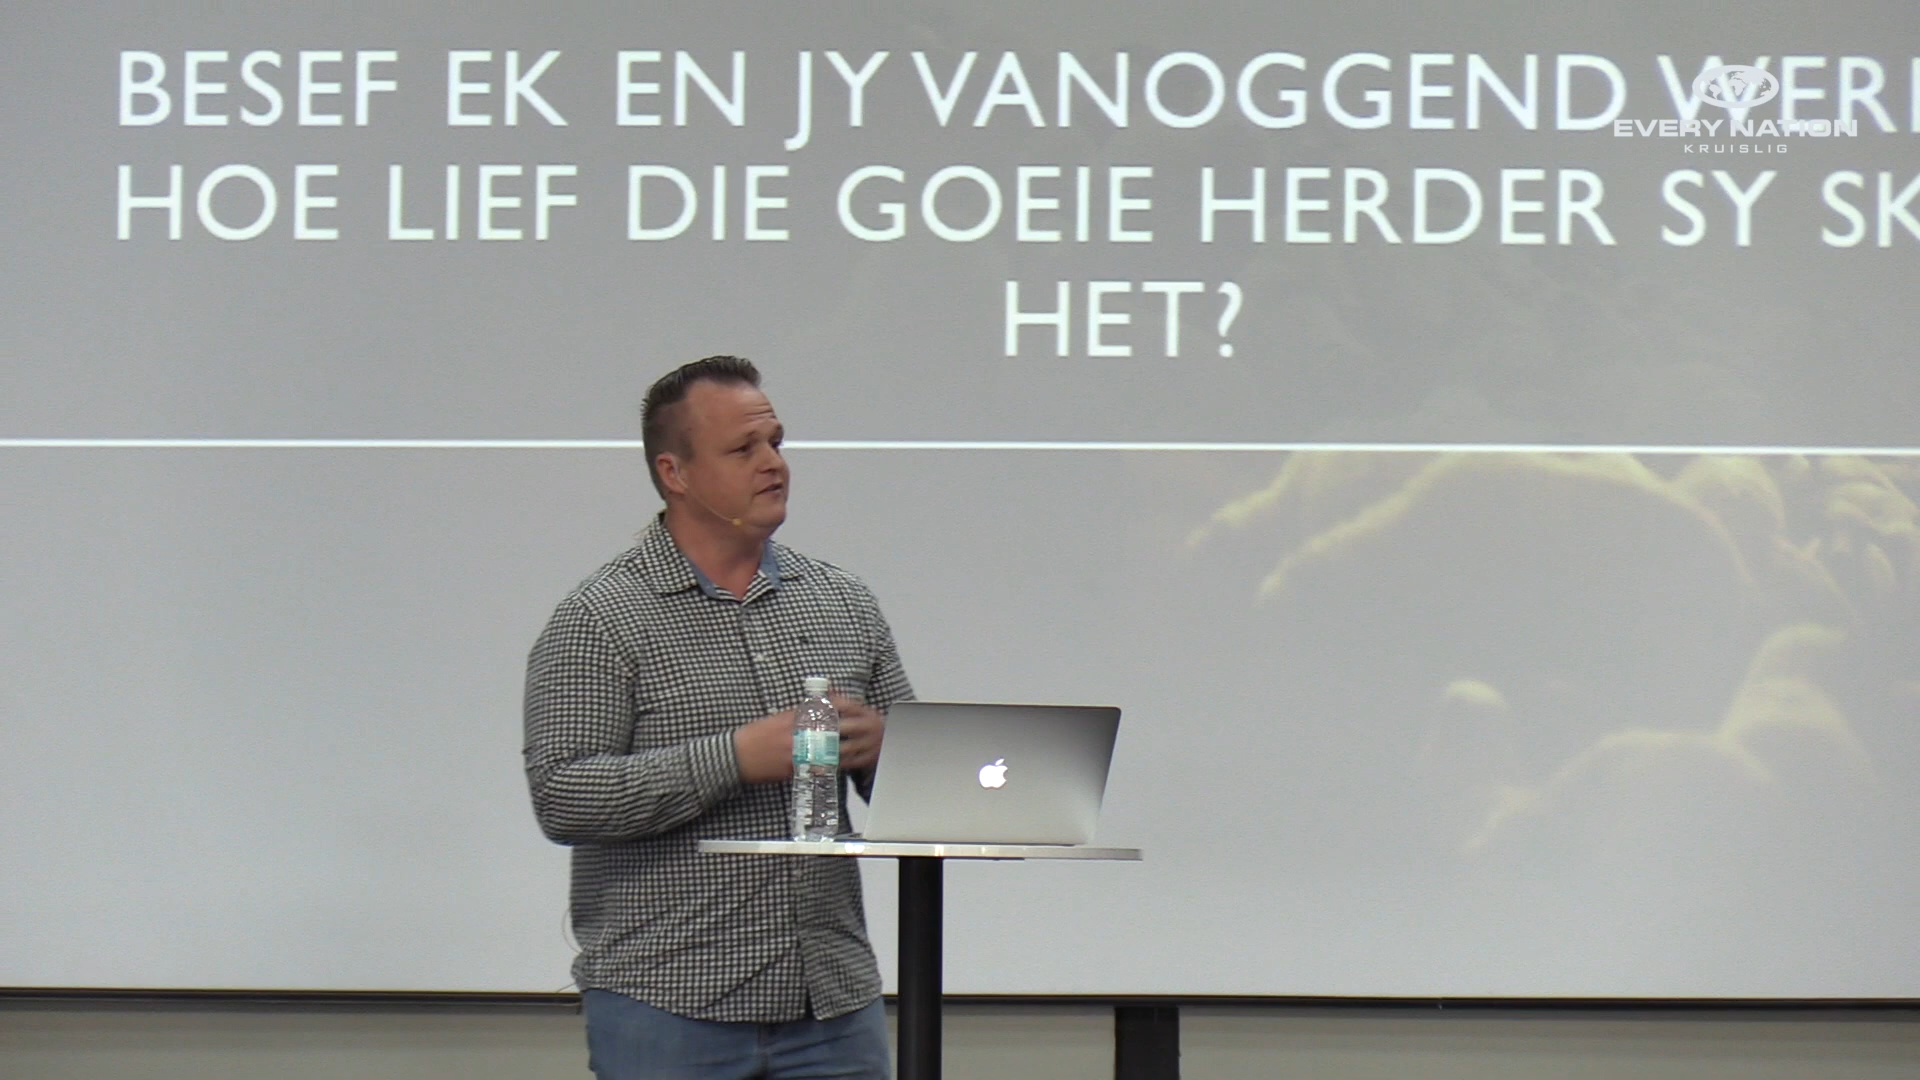 BESEF EK EN JY VANOGGEND
HOE LIEF DIE GOEIE HERDER SY
HET?
EVERY NATION
KRUISLIG